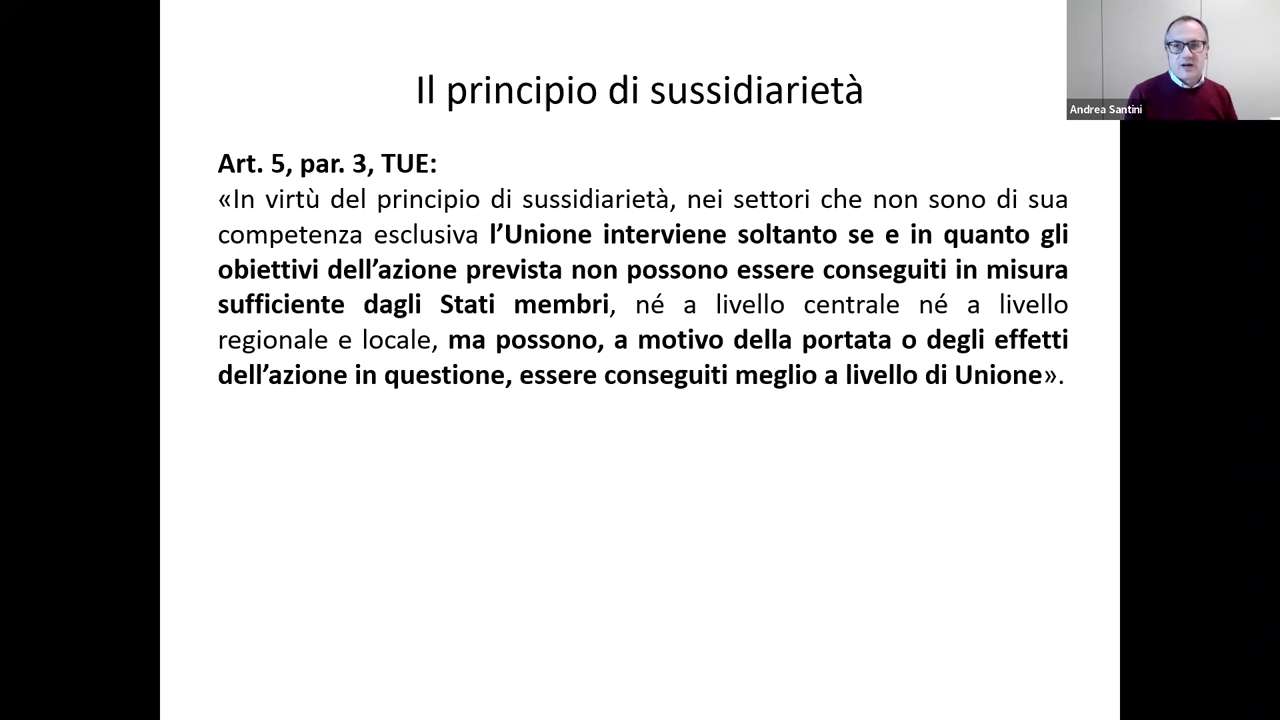 Il principio di sussidiarietà
Andrea Santini
Art. 5, par. 3, TUE:
«In virtù del principio di sussidiarietà, nei settori che non sono di sua
competenza esclusiva l’Unione interviene soltanto se e in quanto gli
obiettivi dell’azione prevista non possono essere conseguiti in misura
sufficiente dagli Stati membri, né a livello centrale né a livello
regionale e locale, ma possono, a motivo della portata o degli effetti
dell’azione in questione, essere conseguiti meglio a livello di Unione».